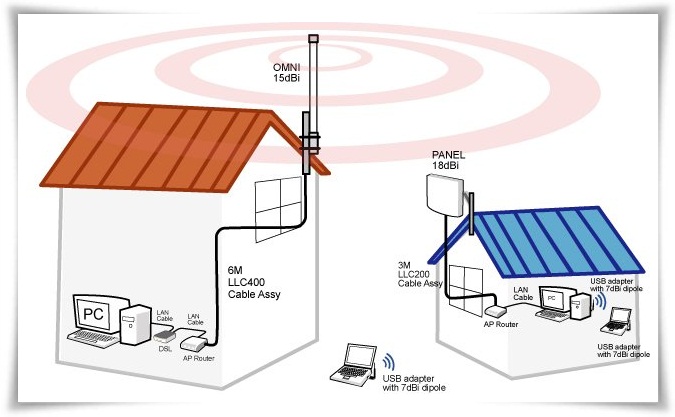 OMNI
15dBi
PANEL
18dBi
6M
LLC400
Cable Assy
3M
LLC200
Cable Assy
PC
LAN
Cable
LAN
Cable
DSL
AP Router
LAN
Cable
PC
AP Router
USB adapter
with 7dBi dipole
USB adapter
with 7dBi dipole
USB adapter
with 7dBi dipole